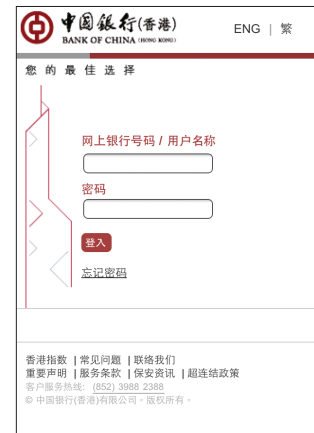 中国银行(香港)
BANK OF CHINA (HONG KONG)
ENG | 繁
您的最佳选择
网上银行号码 / 用户名称
密码
登入
忘记密码
香港指数 | 常见问题 | 联络我们
重要声明 | 服务条款 | 保安资讯 | 超连结政策
客户服务热线: (852) 3988 2388
© 中国银行(香港)有限公司。版权所有。